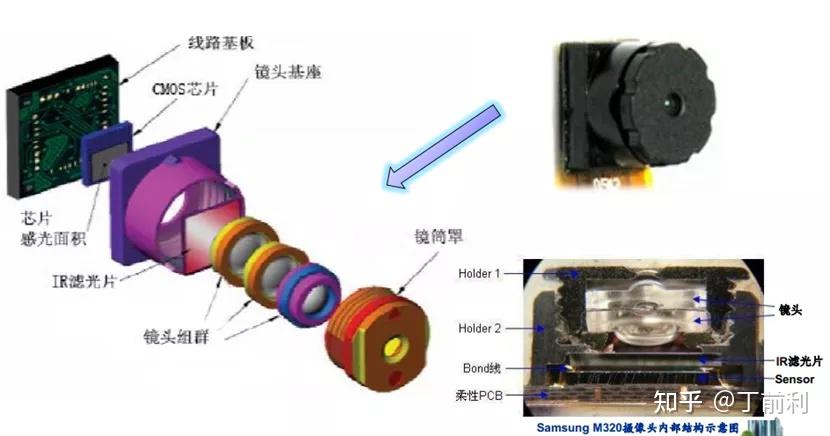 线路基板
CMOS芯片
镜头基座
芯片
感光面积
IR滤光片
镜头组群
镜筒罩
Holder 1
Holder 2
Bond线
柔性PCB
镜头
IR滤光片
Sensor
知乎 @丁前利
Samsung M320摄像头内部结构示意图